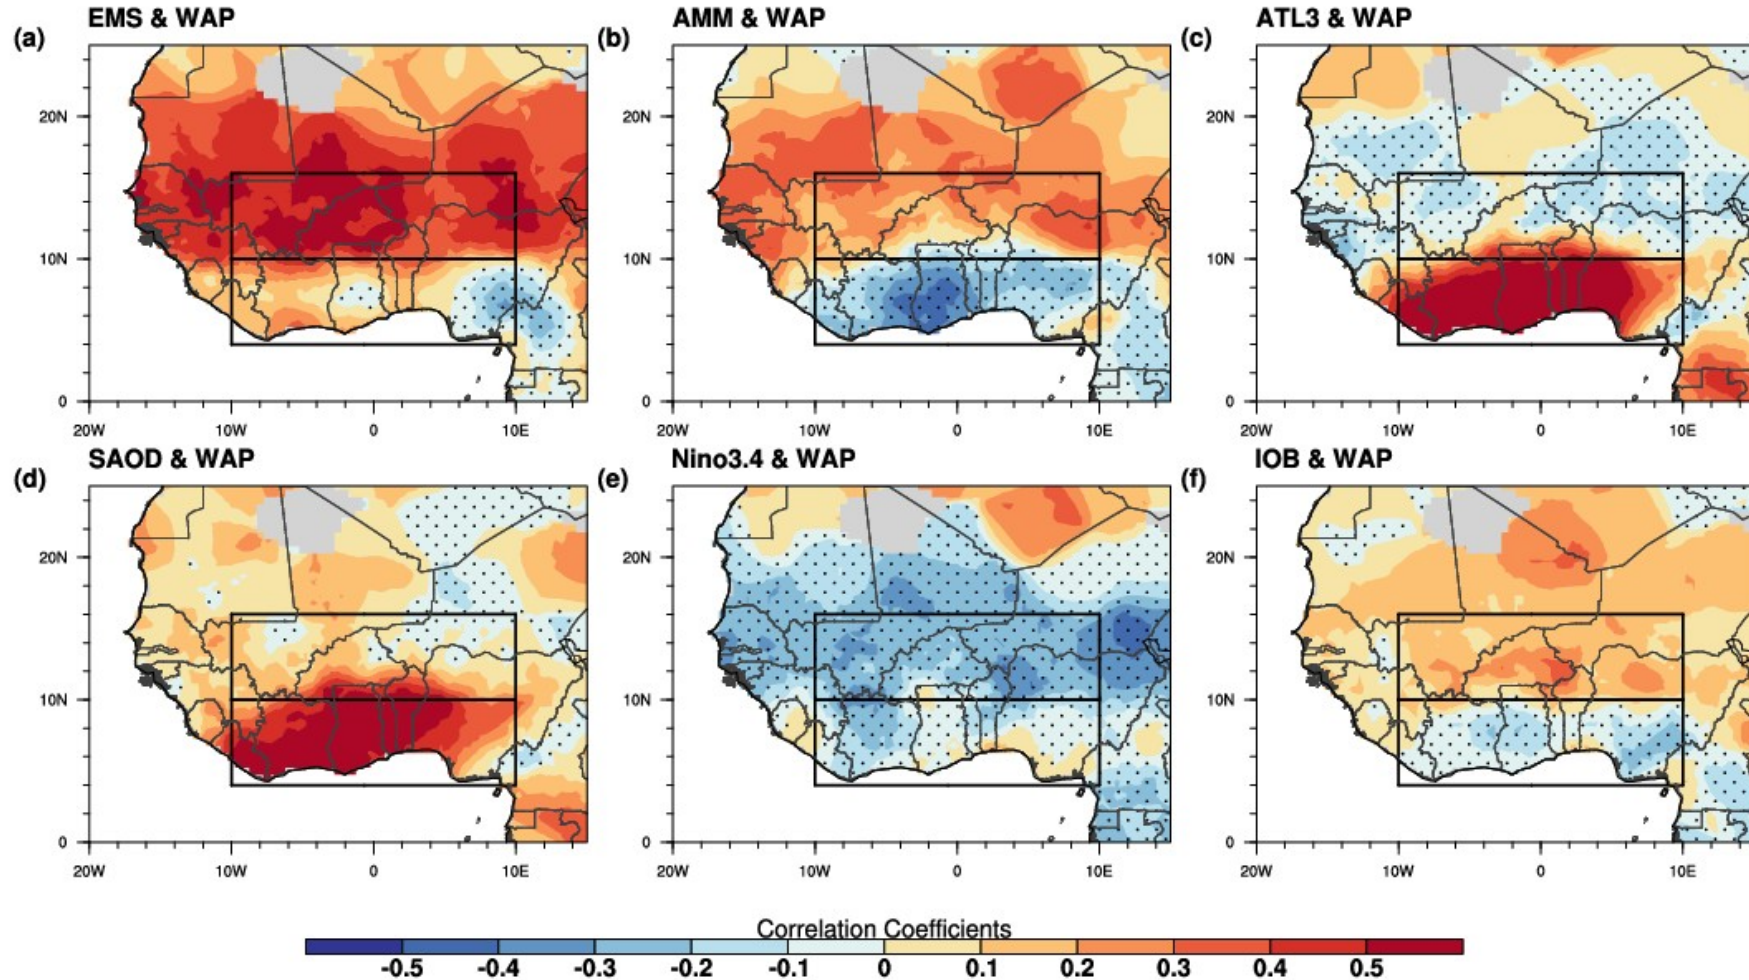 EMS & WAP
AMM & WAP
ATL3 & WAP
(a)
(b)
(c)
20N
20N
20N
10N
10N
10N
0
0
0
20W 10W 0 10E
20W 10W 0 10E
20W 10W 0 10E
SAOD & WAP
Nino3.4 & WAP
IOB & WAP
(d)
(e)
(f)
20N
20N
20N
10N
10N
10N
0
0
0
20W 10W 0 10E
20W 10W 0 10E
20W 10W 0 10E
Correlation Coefficients
-0.5 -0.4 -0.3 -0.2 -0.1 0 0.1 0.2 0.3 0.4 0.5